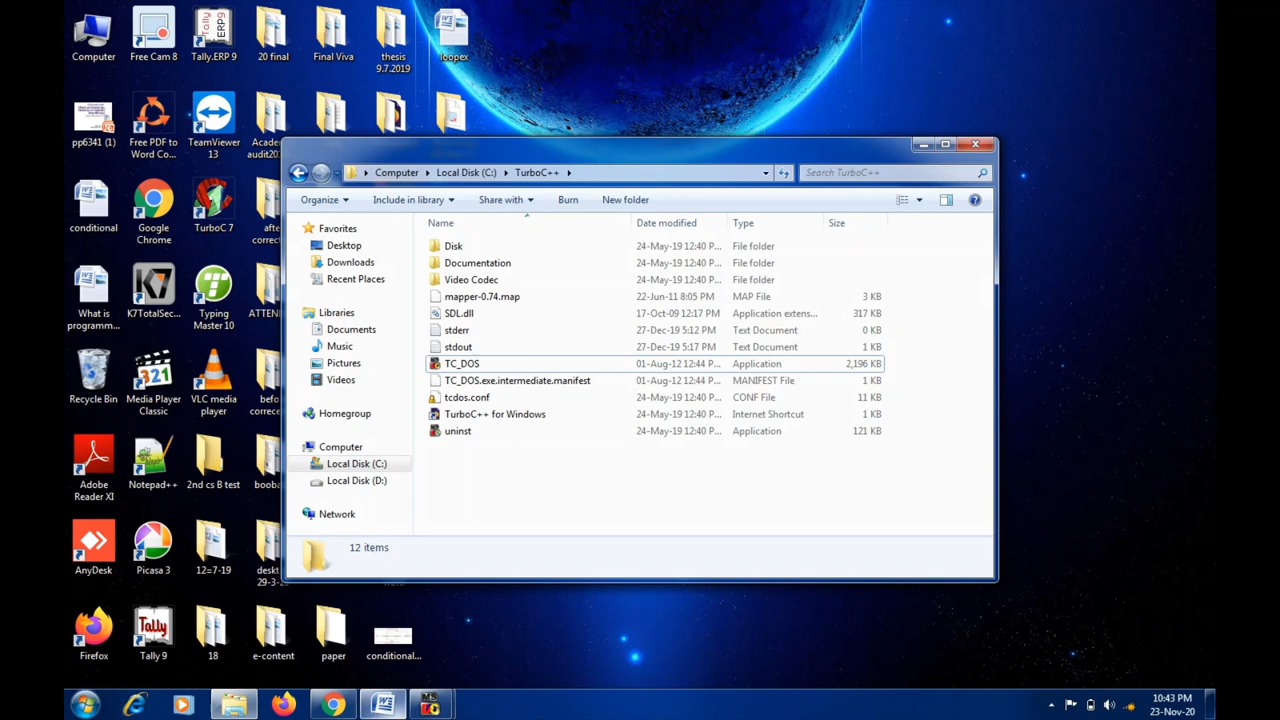 Computer
Free Cam 8
Tally.ERP 9
20 final
Final Viva
thesis
9.7.2019
loopex
Tally
ERP9
pp6341 (1)
Free PDF to
Word Co...
TeamViewer
13
Acade
audit201
conditional
Google
Chrome
TurboC 7
after
correct
What is
programm...
K7TotalSec...
Typing
Master 10
ATTEN
Recycle Bin
321
Media Player
Classic
VLC media
player
befo
correce
Adobe
Reader XI
Notepad++
2nd cs B test
booba
AnyDesk
Picasa 3
12=7-19
deskt
29-3-2
Firefox
Tally
Tally 9
18
e-content
paper
conditional...
Computer Local Disk (C:) TurboC++
Search TurboC++
Organize Include in library Share with Burn New folder
Favorites
Desktop
Downloads
Recent Places
Libraries
Documents
Music
Pictures
Videos
Homegroup
Computer
Local Disk (C:)
Local Disk (D:)
Network
Name Date modified Type Size
Disk 24-May-19 12:40 P... File folder
Documentation 24-May-19 12:40 P... File folder
Video Codec 24-May-19 12:40 P... File folder
mapper-0.74.map 22-Jun-11 8:05 PM MAP File 3 KB
SDL.dll 17-Oct-09 12:17 PM Application extens... 317 KB
stderr 27-Dec-19 5:12 PM Text Document 0 KB
stdout 27-Dec-19 5:17 PM Text Document 1 KB
TC_DOS 01-Aug-12 12:44 P... Application 2,196 KB
TC_DOS.exe.intermediate.manifest 01-Aug-12 12:44 P... MANIFEST File 1 KB
tcdos.conf 24-May-19 12:40 P... CONF File 11 KB
TurboC++ for Windows 24-May-19 12:40 P... Internet Shortcut 1 KB
uninst 24-May-19 12:40 P... Application 121 KB
12 items
10:43 PM
23-Nov-20